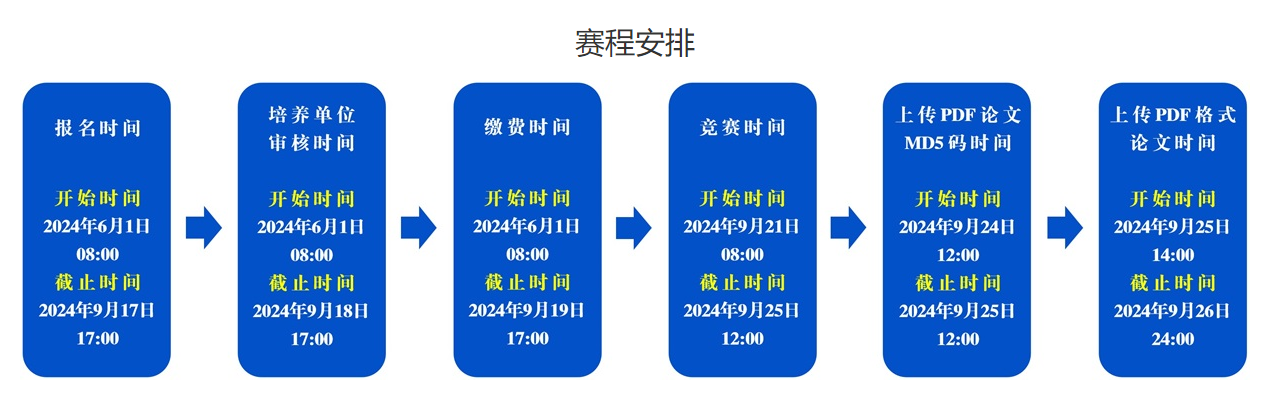 赛程安排
报名时间
开始时间
2024年6月1日
08:00
截止时间
2024年9月17日
17:00
培养单位
审核时间
开始时间
2024年6月1日
08:00
截止时间
2024年9月18日
17:00
缴费时间
开始时间
2024年6月1日
08:00
截止时间
2024年9月19日
17:00
竞赛时间
开始时间
2024年9月21日
08:00
截止时间
2024年9月25日
12:00
上传PDF论文
MD5码时间
开始时间
2024年9月24日
12:00
截止时间
2024年9月25日
12:00
上传PDF格式
论文时间
开始时间
2024年9月25日
14:00
截止时间
2024年9月26日
24:00